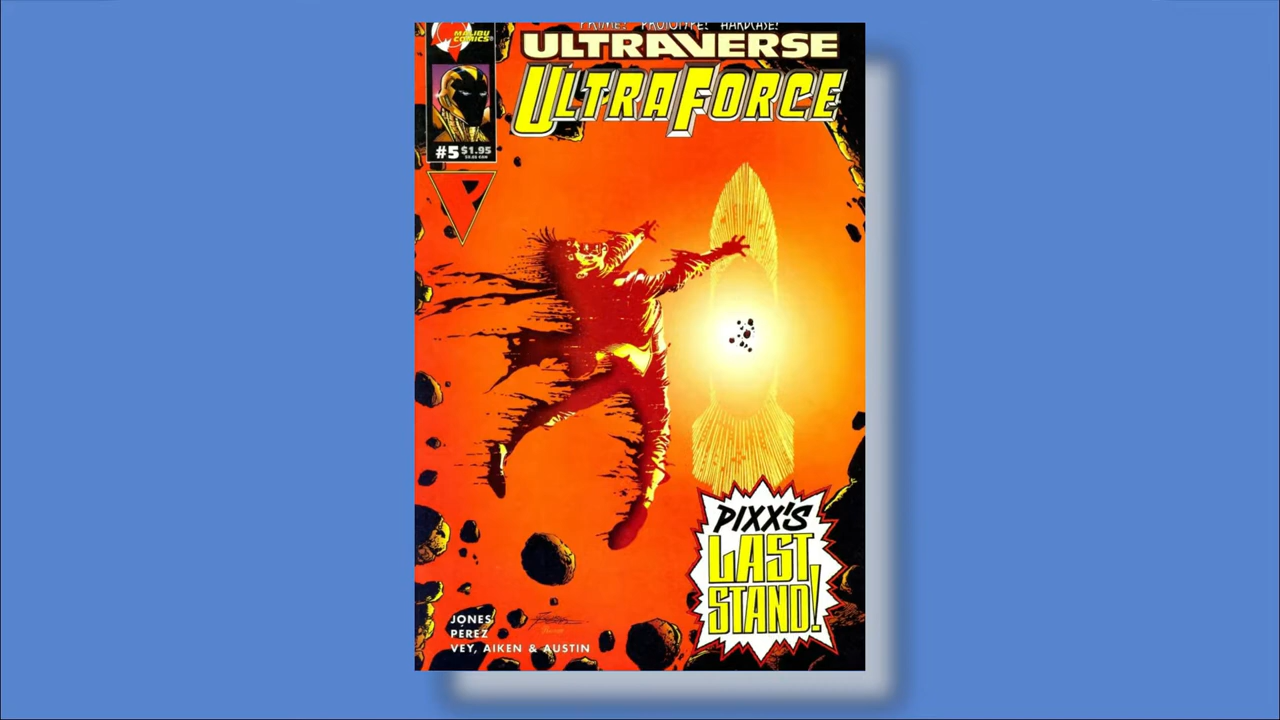 PRIME! PROTOTYPE! HARDCASE!
MALIBU
COMICS®
ULTRAVERSE
ULTRAFORCE
#5 $1.95
P
PIXX'S
LAST
STAND!
JONES
PEREZ
VEY, AIKEN & AUSTIN